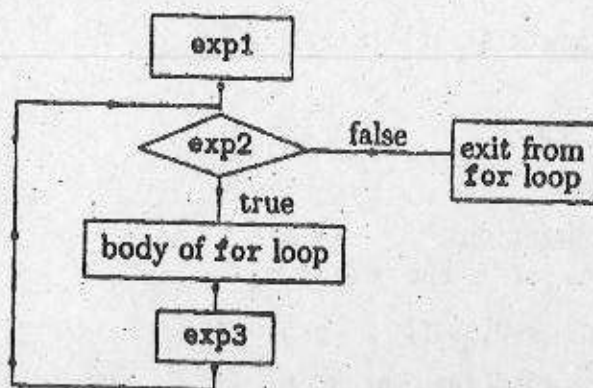 exp1
exp2
false
exit from
for loop
true
body of for loop
exp3